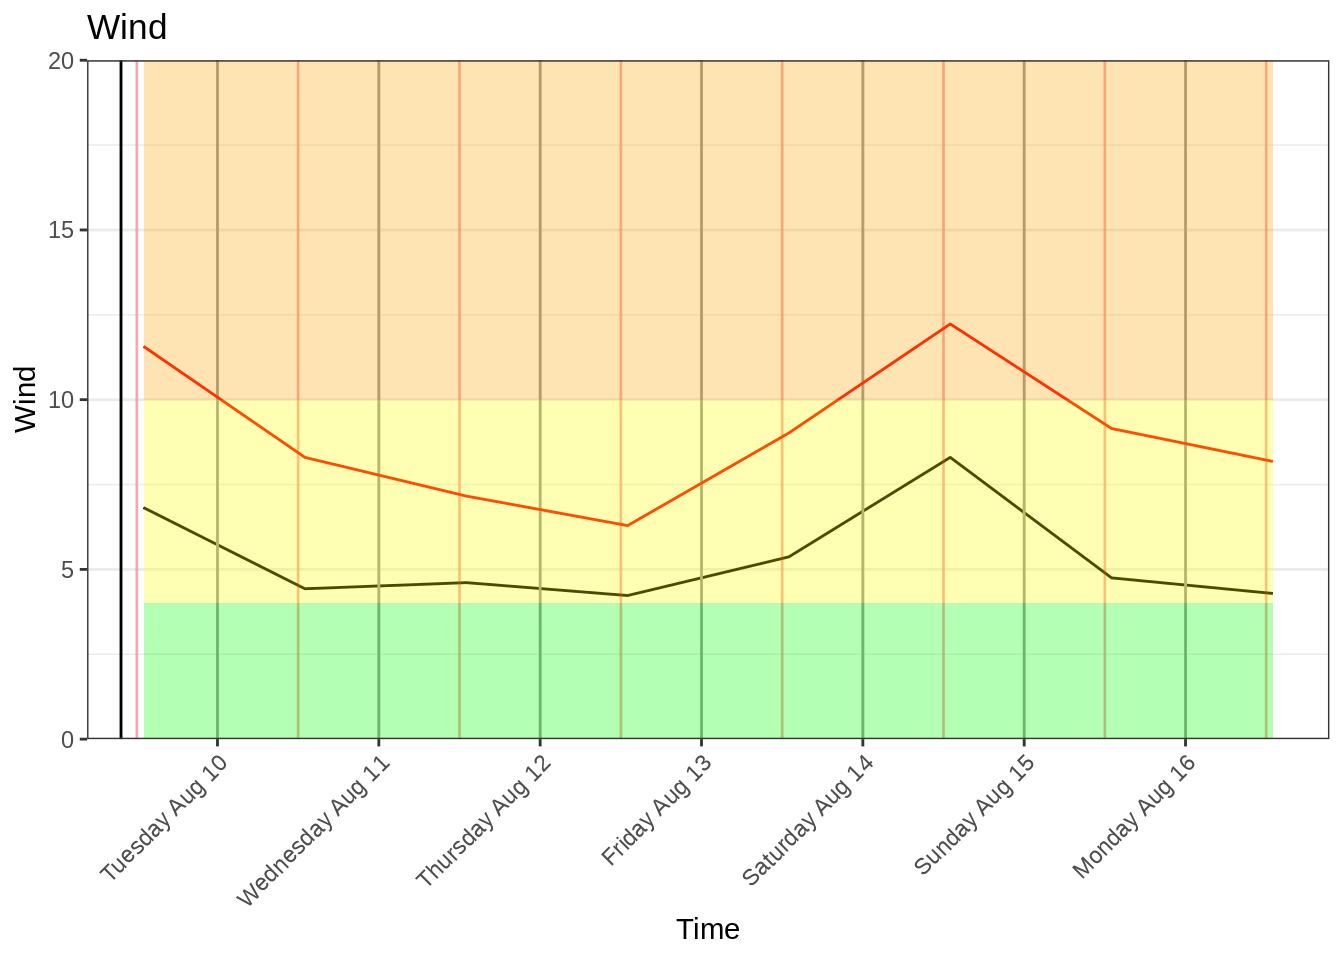 Wind
20
15
10
5
0
Wind
Tuesday Aug 10
Wednesday Aug 11
Thursday Aug 12
Friday Aug 13
Saturday Aug 14
Sunday Aug 15
Monday Aug 16
Time